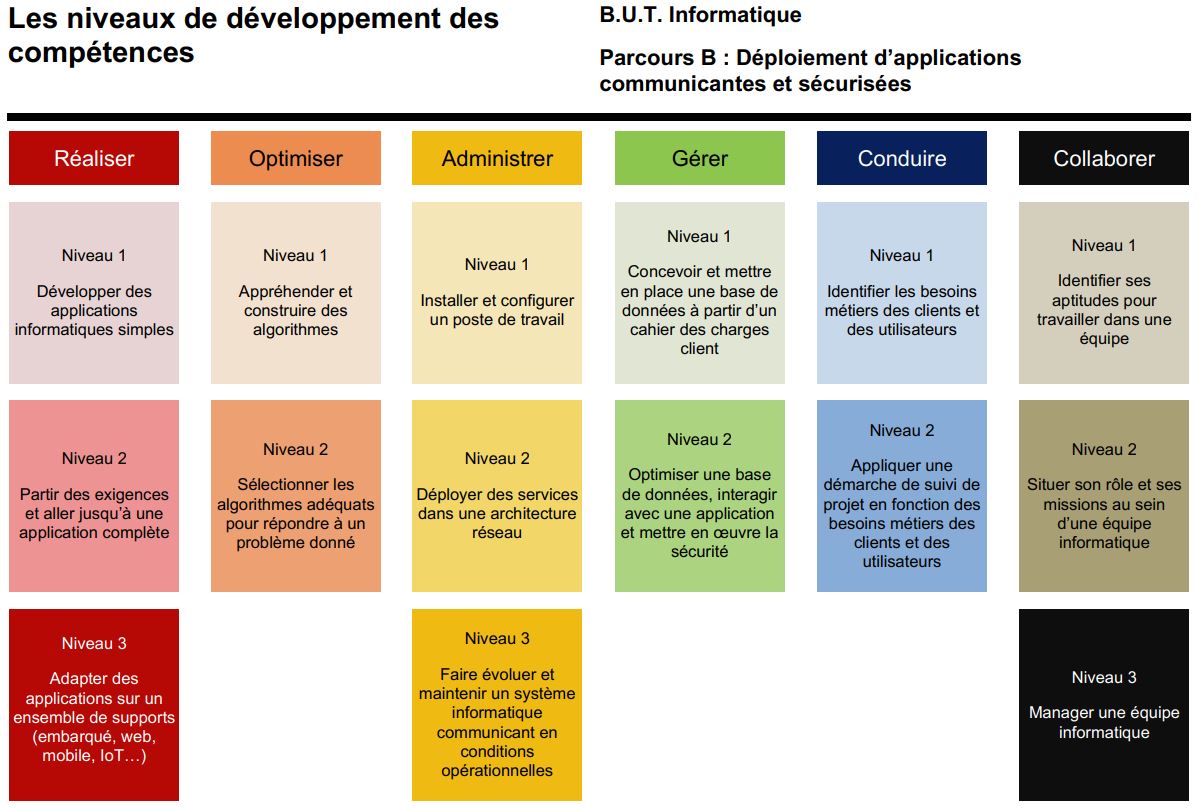 Les niveaux de développement des
compétences
B.U.T. Informatique
Parcours B : Déploiement d’applications
communicantes et sécurisées
Réaliser
Optimiser
Administrer
Gérer
Conduire
Collaborer
Niveau 1
Développer des
applications
informatiques simples
Niveau 1
Appréhender et
construire des
algorithmes
Niveau 1
Installer et configurer
un poste de travail
Niveau 1
Concevoir et mettre
en place une base de
données à partir d’un
cahier des charges
client
Niveau 1
Identifier les besoins
métiers des clients et
des utilisateurs
Niveau 1
Identifier ses
aptitudes pour
travailler dans une
équipe
Niveau 2
Partir des exigences
et aller jusqu’à une
application complète
Niveau 2
Sélectionner les
algorithmes adéquats
pour répondre à un
problème donné
Niveau 2
Déployer des services
dans une architecture
réseau
Niveau 2
Optimiser une base
de données, interagir
avec une application
et mettre en œuvre la
sécurité
Niveau 2
Appliquer une
démarche de suivi de
projet en fonction des
besoins métiers des
clients et des
utilisateurs
Niveau 2
Situer son rôle et ses
missions au sein
d’une équipe
informatique
Niveau 3
Adapter des
applications sur un
ensemble de supports
(embarqué, web,
mobile, IoT…)
Niveau 3
Faire évoluer et
maintenir un système
informatique
communicant en
conditions
opérationnelles
Niveau 3
Manager une équipe
informatique